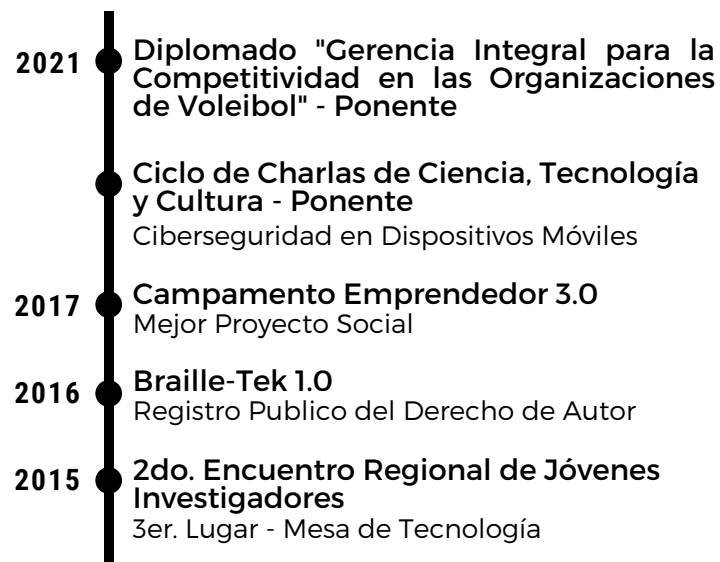 2021
Diplomado "Gerencia Integral para la
Competitividad en las Organizaciones
de Voleibol" - Ponente
Ciclo de Charlas de Ciencia, Tecnología
y Cultura - Ponente
Ciberseguridad en Dispositivos Móviles
2017
Campamento Emprendedor 3.0
Mejor Proyecto Social
2016
Braille-Tek 1.0
Registro Publico del Derecho de Autor
2015
2do. Encuentro Regional de Jóvenes
Investigadores
3er. Lugar - Mesa de Tecnología